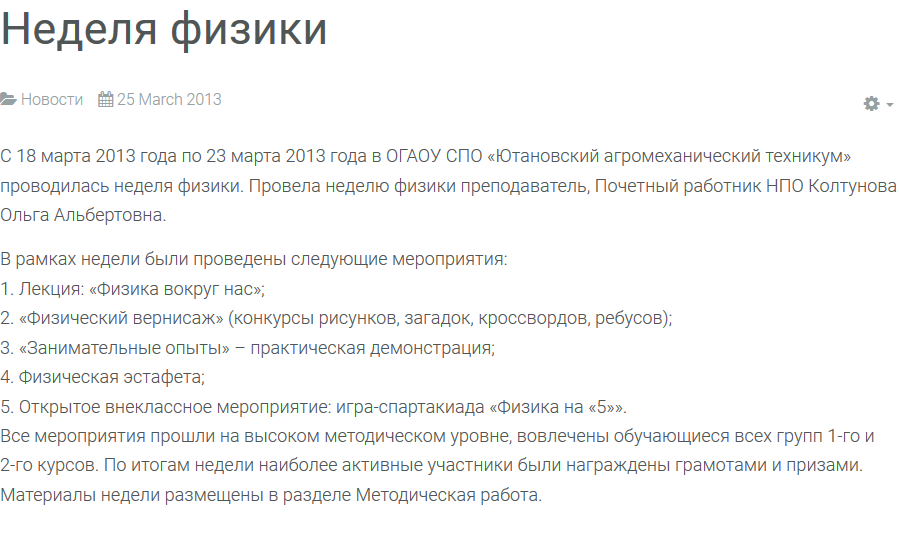 Неделя физики
Новости 25 March 2013
С 18 марта 2013 года по 23 марта 2013 года в ОГАОУ СПО «Ютановский агромеханический техникум»
проводилась неделя физики. Провела неделю физики преподаватель, Почетный работник НПО Колтунова
Ольга Альбертовна.
В рамках недели были проведены следующие мероприятия:
1. Лекция: «Физика вокруг нас»;
2. «Физический вернисаж» (конкурсы рисунков, загадок, кроссвордов, ребусов);
3. «Занимательные опыты» – практическая демонстрация;
4. Физическая эстафета;
5. Открытое внеклассное мероприятие: игра-спартакиада «Физика на «5»».
Все мероприятия прошли на высоком методическом уровне, вовлечены обучающиеся всех групп 1-го и
2-го курсов. По итогам недели наиболее активные участники были награждены грамотами и призами.
Материалы недели размещены в разделе Методическая работа.